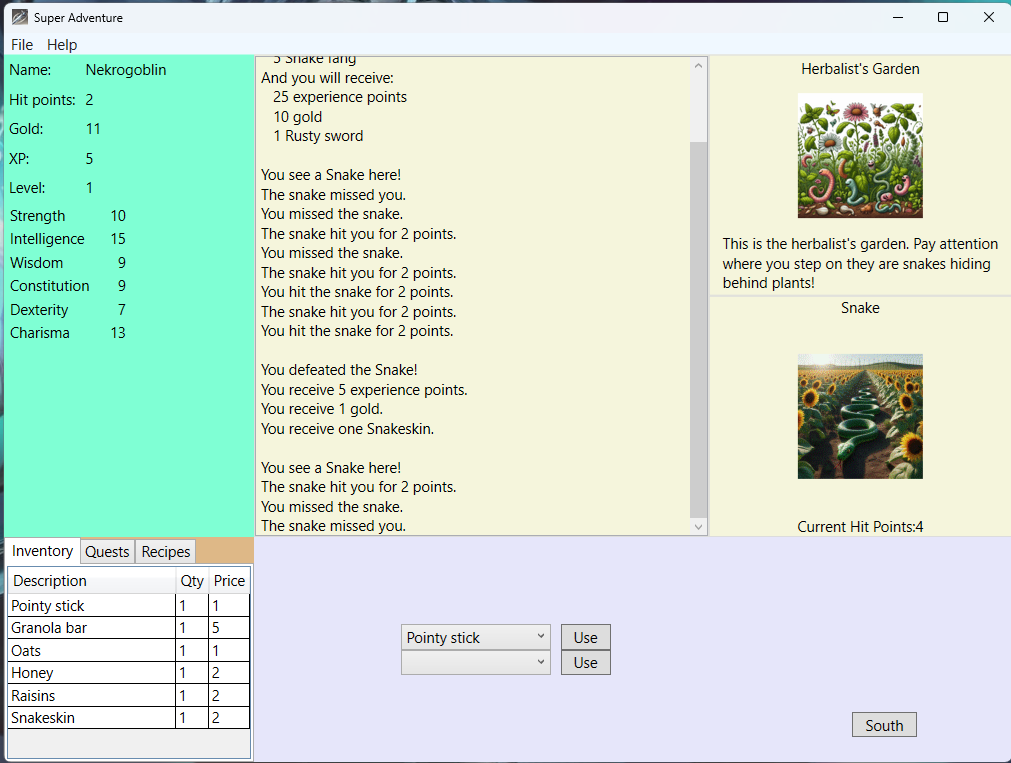 Super Adventure
File Help
Name: Nekrogoblin
Hit points: 2
Gold: 11
XP: 5
Level: 1
Strength 10
Intelligence 15
Wisdom 9
Constitution 9
Dexterity 7
Charisma 13
5 Snake fang
And you will receive:
25 experience points
10 gold
1 Rusty sword
You see a Snake here!
The snake missed you.
You missed the snake.
The snake hit you for 2 points.
You missed the snake.
The snake hit you for 2 points.
You hit the snake for 2 points.
The snake hit you for 2 points.
You hit the snake for 2 points.
You defeated the Snake!
You receive 5 experience points.
You receive 1 gold.
You receive one Snakeskin.
You see a Snake here!
The snake hit you for 2 points.
You missed the snake.
The snake missed you.
Herbalist's Garden
This is the herbalist's garden. Pay attention
where you step on they are snakes hiding
behind plants!
Snake
Current Hit Points:4
Inventory Quests Recipes
Description Qty Price
Pointy stick 1 1
Granola bar 1 5
Oats 1 1
Honey 1 2
Raisins 1 2
Snakeskin 1 2
Pointy stick Use
Use
South